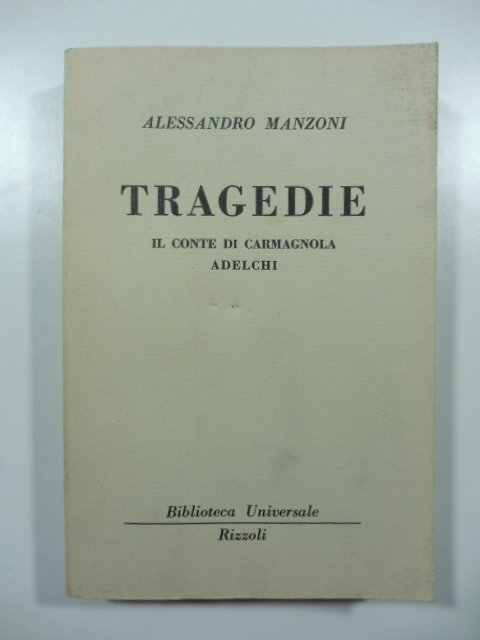 ALESSANDRO MANZONI
TRAGEDIE
IL CONTE DI CARMAGNOLA
ADELCHI
Biblioteca Universale
Rizzoli